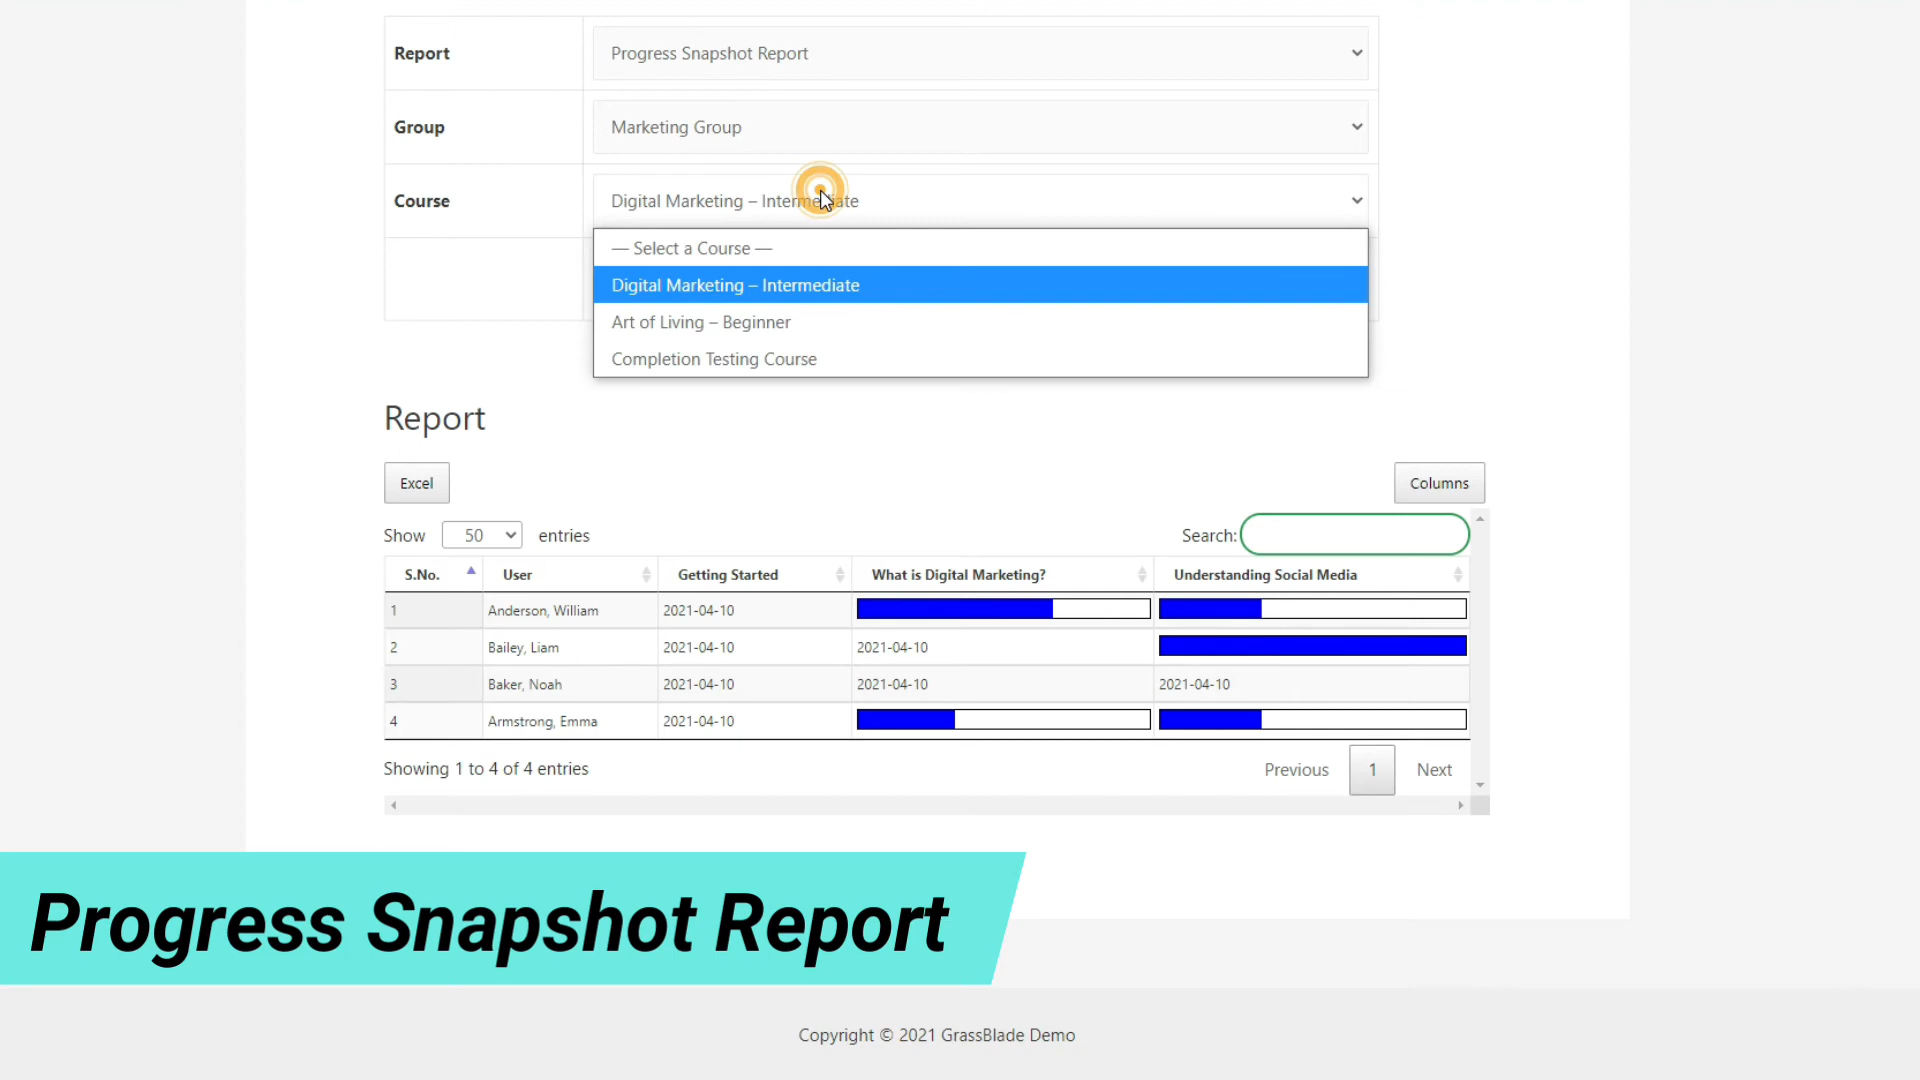 Report Progress Snapshot Report
Group Marketing Group
Course Digital Marketing – Intermediate
— Select a Course —
Digital Marketing – Intermediate
Art of Living – Beginner
Completion Testing Course
Report
Excel Columns
Show 50 entries Search:
S.No. User Getting Started What is Digital Marketing? Understanding Social Media
1 Anderson, William 2021-04-10
2 Bailey, Liam 2021-04-10 2021-04-10
3 Baker, Noah 2021-04-10 2021-04-10 2021-04-10
4 Armstrong, Emma 2021-04-10
Showing 1 to 4 of 4 entries Previous 1 Next
Progress Snapshot Report
Copyright © 2021 GrassBlade Demo